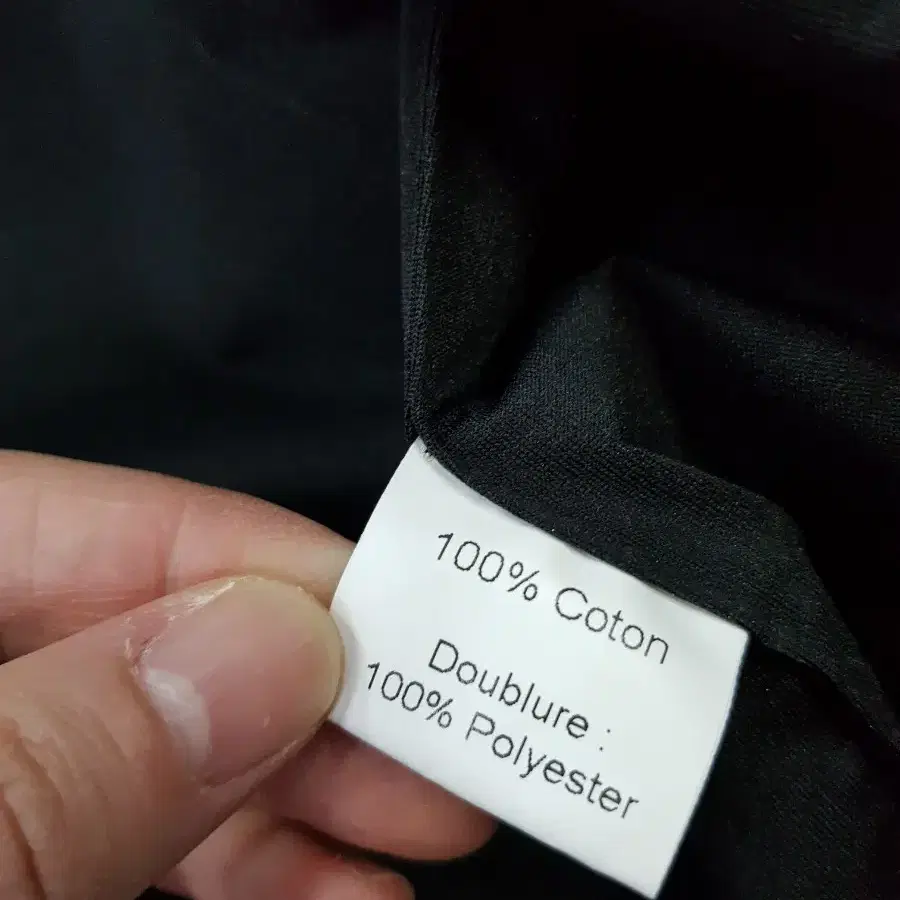 100% Coton
Doublure :
100% Polyester